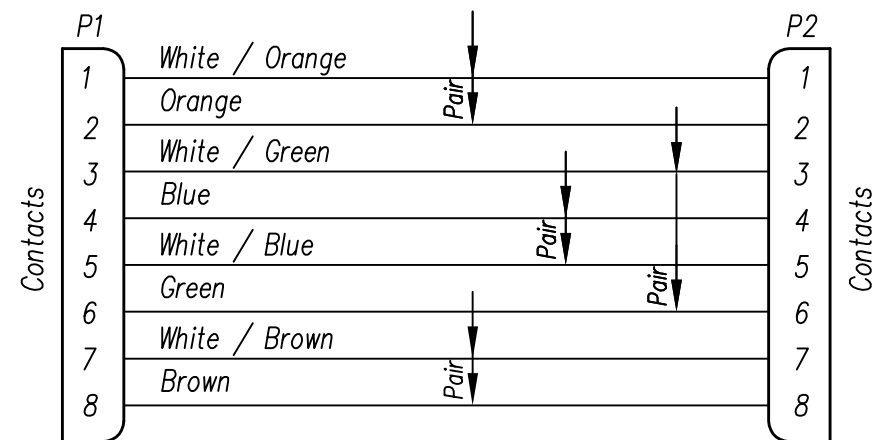 P1
P2
White / Orange
1
1
Orange
Pair
2
2
White / Green
3
3
Blue
4
4
Contacts
Contacts
White / Blue
Pair
5
5
Green
Pair
6
6
White / Brown
7
7
Brown
Pair
8
8